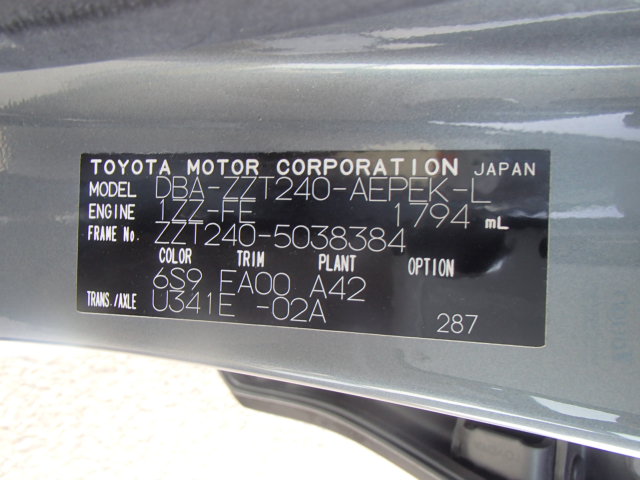 TOYOTA MOTOR CORPORATION JAPAN
MODEL DBA-ZZT240-AEPEK-L
ENGINE 1ZZ-FE 1794 mL
FRAME No. ZZT240-5038384
COLOR TRIM PLANT OPTION
6S9 EA00 A42
TRANS./AXLE U341E -02A
287